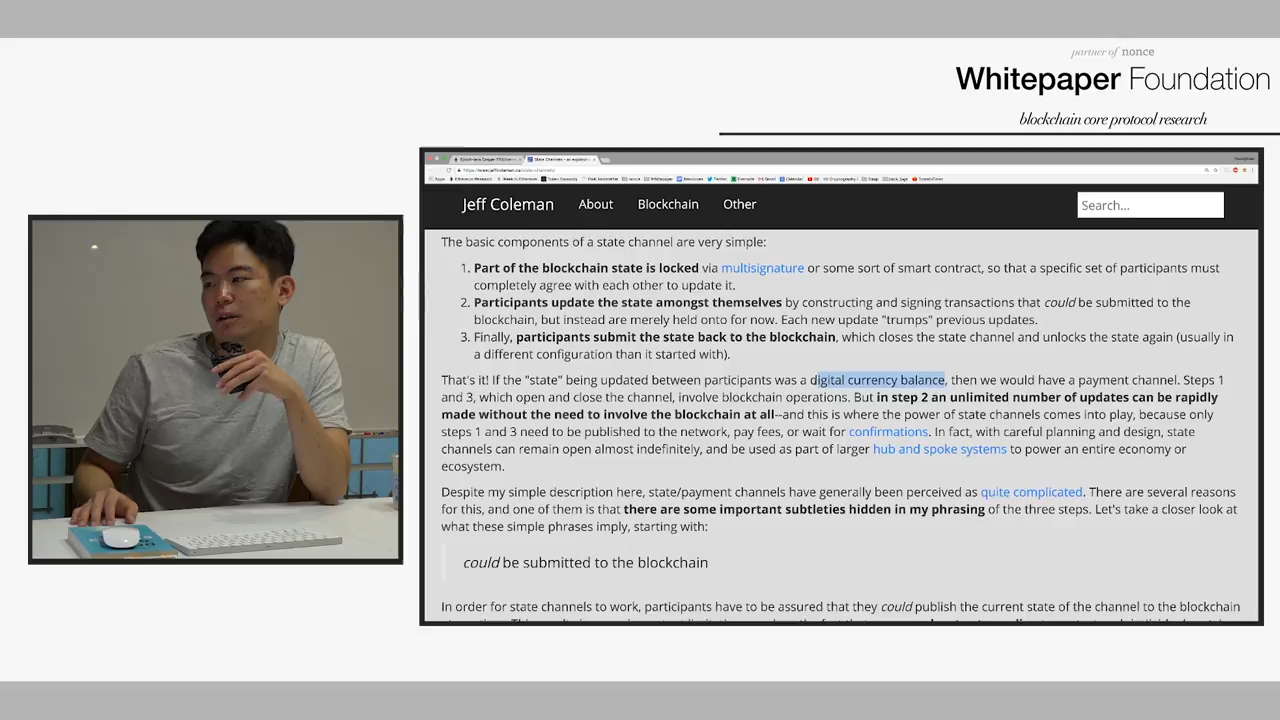 partner of nonce
Whitepaper Foundation
blockchain core protocol research
https://www.jeffcoleman.ca/state-channels/
Jeff Coleman About Blockchain Other Search...
The basic components of a state channel are very simple:
1. Part of the blockchain state is locked via multisignature or some sort of smart contract, so that a specific set of participants must
completely agree with each other to update it.
2. Participants update the state amongst themselves by constructing and signing transactions that could be submitted to the
blockchain, but instead are merely held onto for now. Each new update "trumps" previous updates.
3. Finally, participants submit the state back to the blockchain, which closes the state channel and unlocks the state again (usually in
a different configuration than it started with).
That's it! If the "state" being updated between participants was a digital currency balance, then we would have a payment channel. Steps 1
and 3, which open and close the channel, involve blockchain operations. But in step 2 an unlimited number of updates can be rapidly
made without the need to involve the blockchain at all--and this is where the power of state channels comes into play, because only
steps 1 and 3 need to be published to the network, pay fees, or wait for confirmations. In fact, with careful planning and design, state
channels can remain open almost indefinitely, and be used as part of larger hub and spoke systems to power an entire economy or
ecosystem.
Despite my simple description here, state/payment channels have generally been perceived as quite complicated. There are several reasons
for this, and one of them is that there are some important subtleties hidden in my phrasing of the three steps. Let's take a closer look at
what these simple phrases imply, starting with:
could be submitted to the blockchain
In order for state channels to work, participants have to be assured that they could publish the current state of the channel to the blockchain